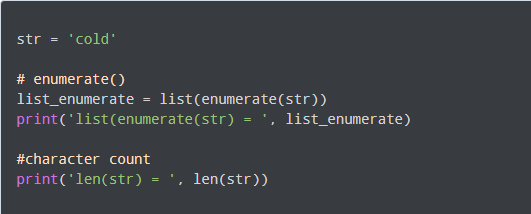 str = 'cold'
# enumerate()
list_enumerate = list(enumerate(str))
print('list(enumerate(str) = ', list_enumerate)
#character count
print('len(str) = ', len(str))